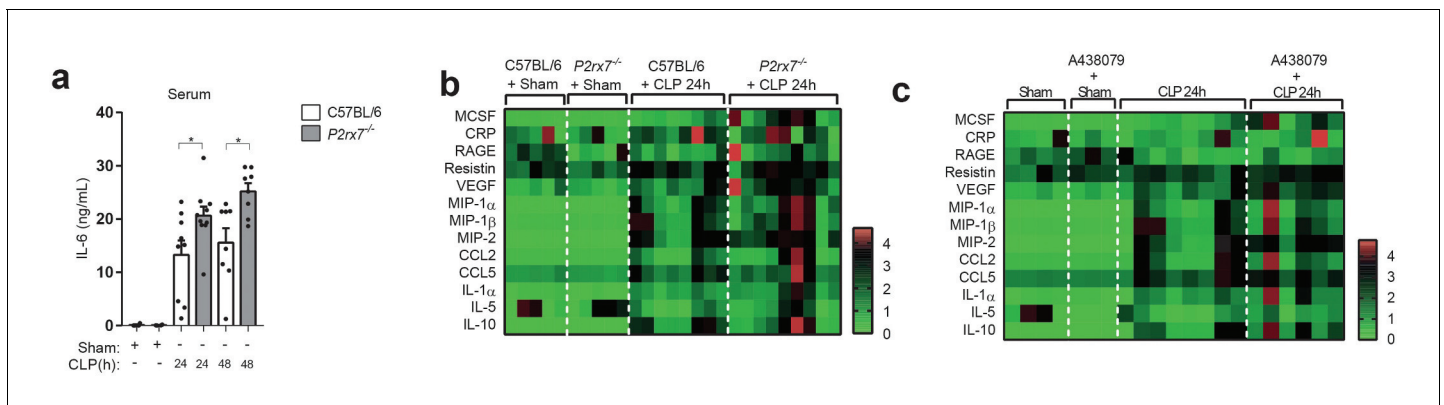 a
Serum
C57BL/6
P2rx7-/-
IL-6 (ng/mL)
40
30
20
10
0
* *
Sham: + + - - - -
CLP(h): - - 24 24 48 48
b
C57BL/6 + Sham
P2rx7-/- + Sham
C57BL/6 + CLP 24h
P2rx7-/- + CLP 24h
MCSF
CRP
RAGE
Resistin
VEGF
MIP-1α
MIP-1β
MIP-2
CCL2
CCL5
IL-1α
IL-5
IL-10
4
3
2
1
0
c
Sham
A438079 + Sham
CLP 24h
A438079 + CLP 24h
MCSF
CRP
RAGE
Resistin
VEGF
MIP-1α
MIP-1β
MIP-2
CCL2
CCL5
IL-1α
IL-5
IL-10
4
3
2
1
0